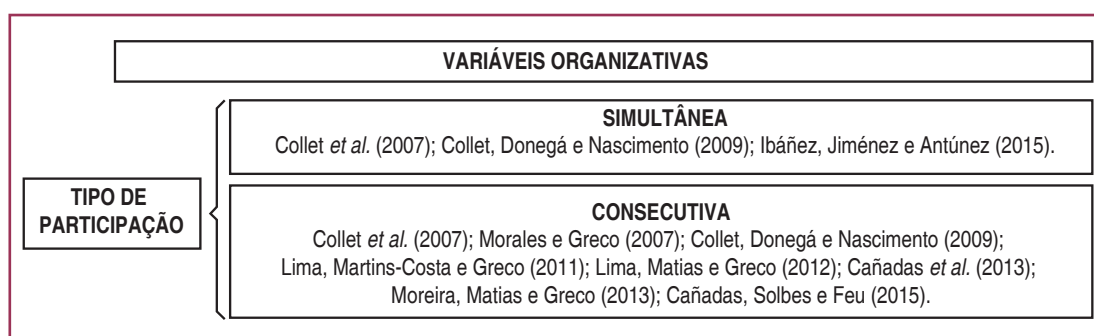 VARIÁVEIS ORGANIZATIVAS
TIPO DE
PARTICIPAÇÃO
SIMULTÂNEA
Collet et al. (2007); Collet, Donegá e Nascimento (2009); Ibáñez, Jiménez e Antúnez (2015).
CONSECUTIVA
Collet et al. (2007); Morales e Greco (2007); Collet, Donegá e Nascimento (2009);
Lima, Martins-Costa e Greco (2011); Lima, Matias e Greco (2012); Cañadas et al. (2013);
Moreira, Matias e Greco (2013); Cañadas, Solbes e Feu (2015).